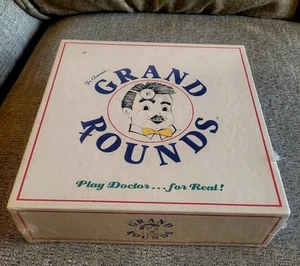 GRAND
ROUNDS
Play Doctor...for Real!
GRAND
ROUNDS